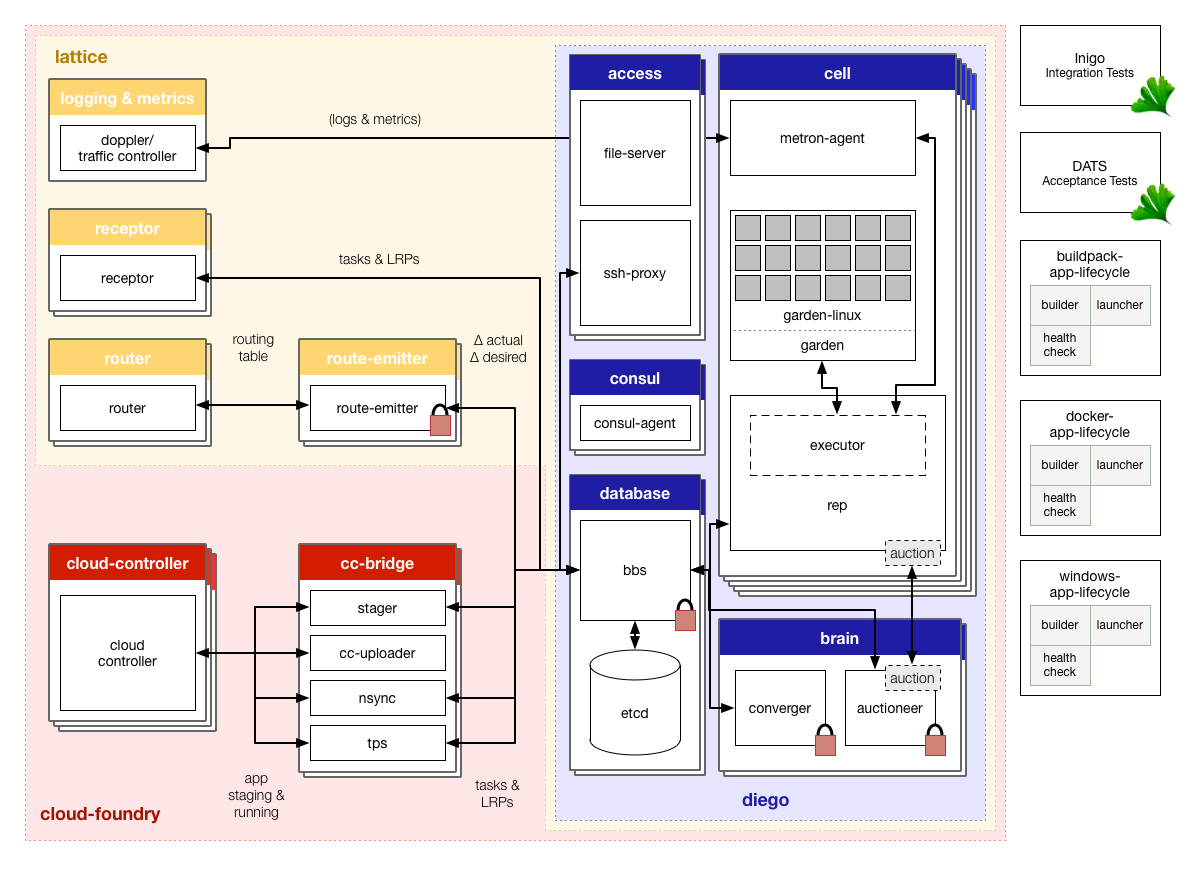 lattice
logging & metrics
doppler/
traffic controller
(logs & metrics)
receptor
receptor
tasks & LRPs
router
router
routing
table
route-emitter
route-emitter
Δ actual
Δ desired
cloud-controller
cloud
controller
cc-bridge
stager
cc-uploader
nsync
tps
app
staging &
running
tasks &
LRPs
cloud-foundry
access
file-server
ssh-proxy
consul
consul-agent
database
bbs
etcd
cell
metron-agent
garden-linux
garden
executor
rep
auction
brain
auction
converger
auctioneer
diego
Inigo
Integration Tests
DATS
Acceptance Tests
buildpack-
app-lifecycle
builder
launcher
health
check
docker-
app-lifecycle
builder
launcher
health
check
windows-
app-lifecycle
builder
launcher
health
check